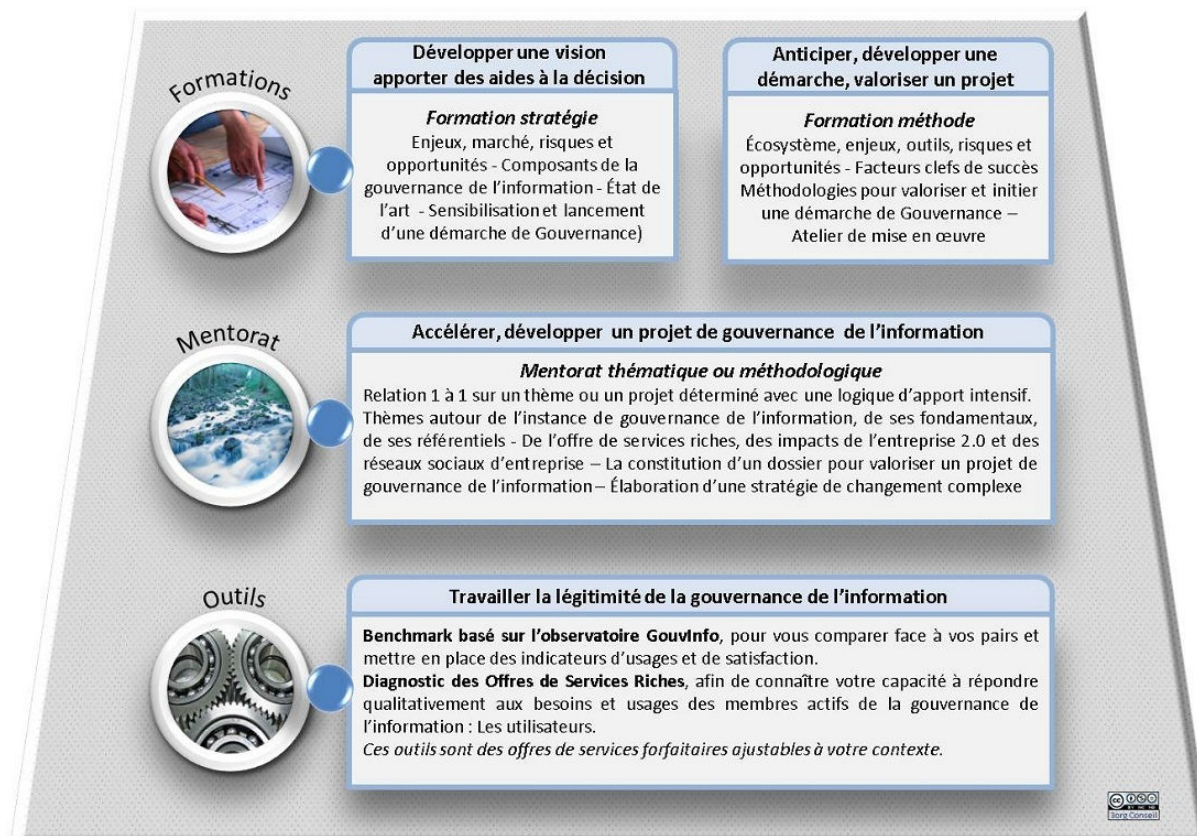 Formations
Développer une vision
apporter des aides à la décision
Formation stratégie
Enjeux, marché, risques et
opportunités - Composants de la
gouvernance de l’information - État de
l’art - Sensibilisation et lancement
d’une démarche de Gouvernance)
Anticiper, développer une
démarche, valoriser un projet
Formation méthode
Écosystème, enjeux, outils, risques et
opportunités - Facteurs clefs de succès
Méthodologies pour valoriser et initier
une démarche de Gouvernance –
Atelier de mise en œuvre
Mentorat
Accélérer, développer un projet de gouvernance de l’information
Mentorat thématique ou méthodologique
Relation 1 à 1 sur un thème ou un projet déterminé avec une logique d’apport intensif.
Thèmes autour de l’instance de gouvernance de l’information, de ses fondamentaux,
de ses référentiels - De l’offre de services riches, des impacts de l’entreprise 2.0 et des
réseaux sociaux d’entreprise – La constitution d’un dossier pour valoriser un projet de
gouvernance de l’information – Élaboration d’une stratégie de changement complexe
Outils
Travailler la légitimité de la gouvernance de l’information
Benchmark basé sur l’observatoire GouvInfo, pour vous comparer face à vos pairs et
mettre en place des indicateurs d’usages et de satisfaction.
Diagnostic des Offres de Services Riches, afin de connaître votre capacité à répondre
qualitativement aux besoins et usages des membres actifs de la gouvernance de
l’information : Les utilisateurs.
Ces outils sont des offres de services forfaitaires ajustables à votre contexte.
cc
BY NC ND
3org Conseil